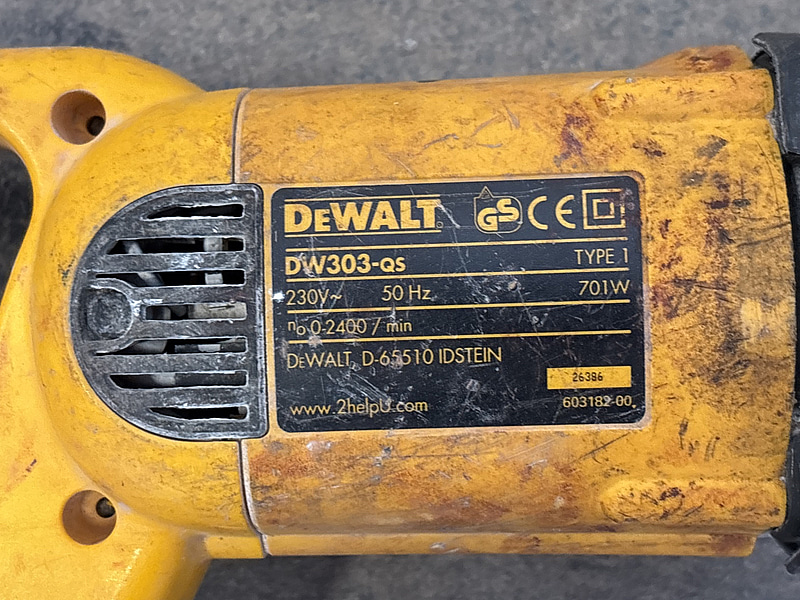 DEWALT GS CE
DW303-QS TYPE 1
230V~ 50 Hz 701W
no 0-2400 / min
DEWALT, D-65510 IDSTEIN
26386
www.2helpU.com 603182-00